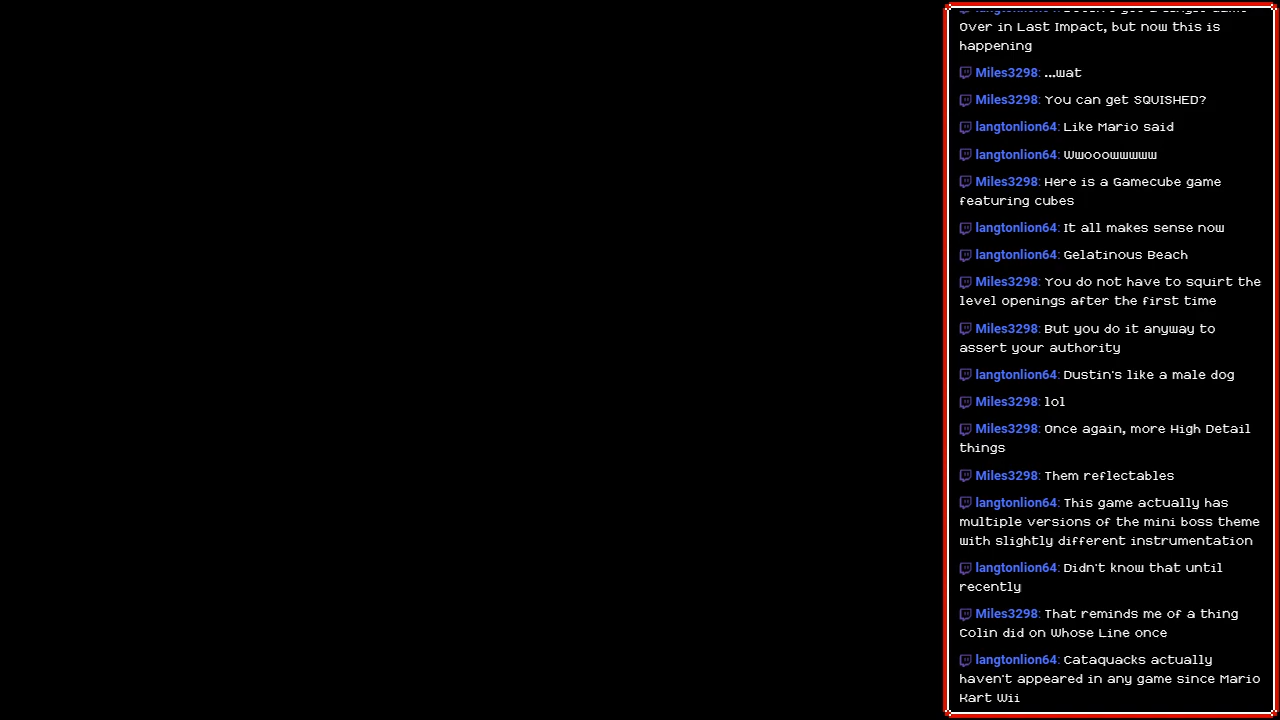 Over in Last Impact, but now this is
happening
Miles3298: ...wat
Miles3298: You can get SQUISHED?
langtonlion64: Like Mario said
langtonlion64: Wwooowwwww
Miles3298: Here is a Gamecube game
featuring cubes
langtonlion64: It all makes sense now
langtonlion64: Gelatinous Beach
Miles3298: You do not have to squirt the
level openings after the first time
Miles3298: But you do it anyway to
assert your authority
langtonlion64: Dustin's like a male dog
Miles3298: lol
Miles3298: Once again, more High Detail
things
Miles3298: Them reflectables
langtonlion64: This game actually has
multiple versions of the mini boss theme
with slightly different instrumentation
langtonlion64: Didn't know that until
recently
Miles3298: That reminds me of a thing
Colin did on Whose Line once
langtonlion64: Cataquacks actually
haven't appeared in any game since Mario
Kart Wii